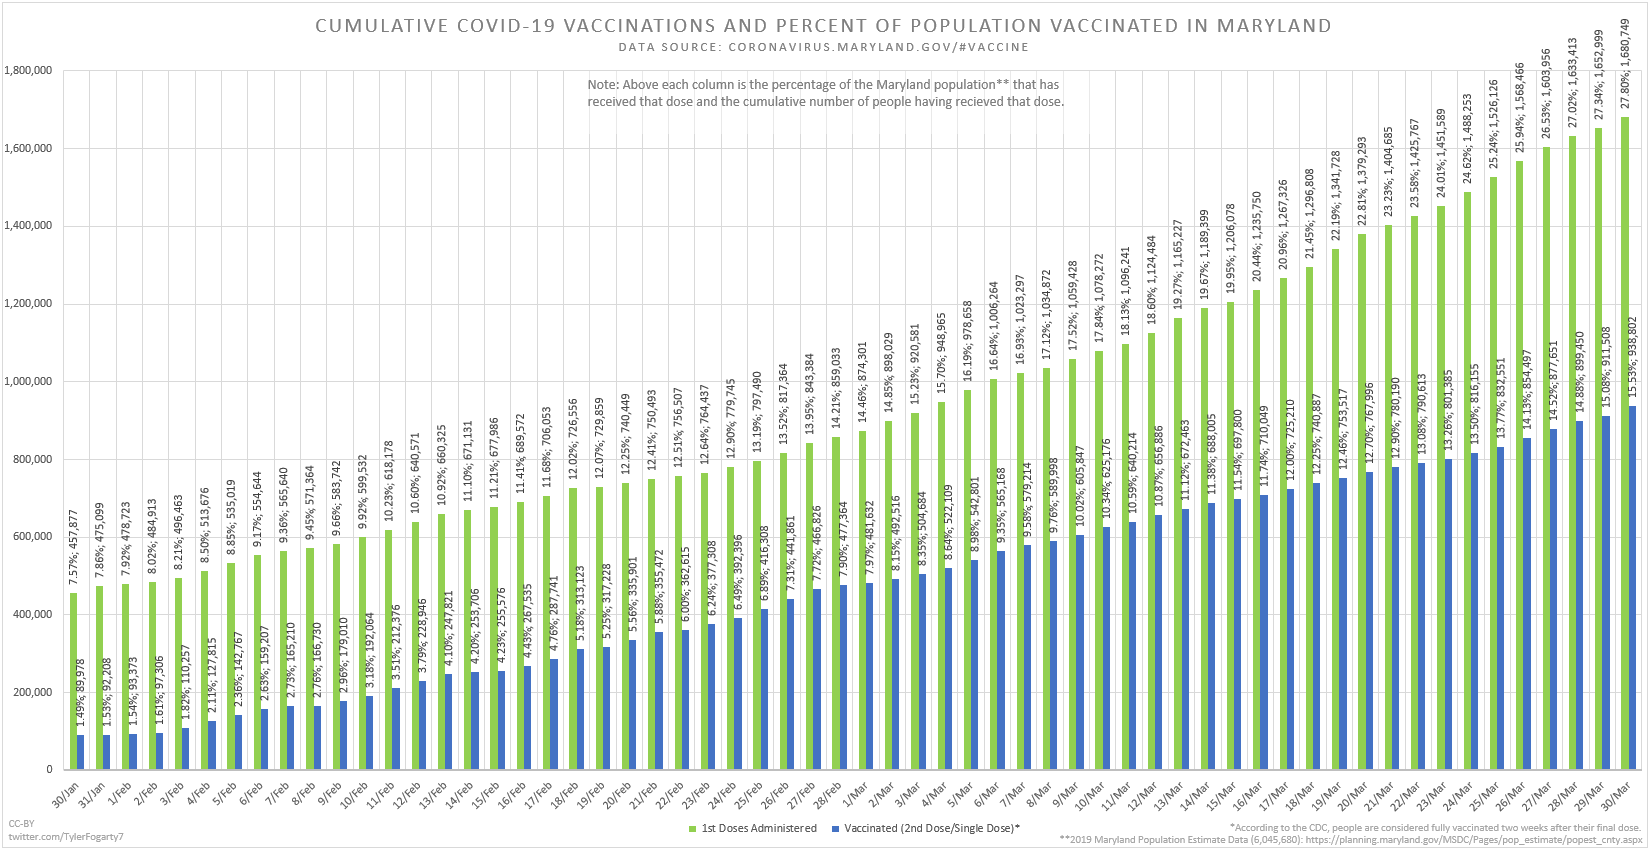 CUMULATIVE COVID-19 VACCINATIONS AND PERCENT OF POPULATION VACCINATED IN MARYLAND
DATA SOURCE: CORONAVIRUS.MARYLAND.GOV/#VACCINE
Note: Above each column is the percentage of the Maryland population** that has
received that dose and the cumulative number of people having recieved that dose.
1,800,000
1,600,000
1,400,000
1,200,000
1,000,000
800,000
600,000
400,000
200,000
0
7.57%; 457,877
1.49%; 89,978
7.86%; 475,099
1.53%; 92,208
7.92%; 478,723
1.54%; 93,373
8.02%; 484,913
1.61%; 97,306
8.21%; 496,463
1.82%; 110,257
8.50%; 513,676
2.11%; 127,815
8.85%; 535,019
2.36%; 142,767
9.17%; 554,644
2.63%; 159,207
9.36%; 565,640
2.73%; 165,210
9.45%; 571,364
2.76%; 166,730
9.66%; 583,742
2.96%; 179,010
9.92%; 599,532
3.18%; 192,064
10.23%; 618,178
3.51%; 212,376
10.60%; 640,571
3.79%; 228,946
10.92%; 660,325
4.10%; 247,821
11.10%; 671,131
4.20%; 253,706
11.21%; 677,986
4.23%; 255,576
11.41%; 689,572
4.43%; 267,535
11.68%; 706,053
4.76%; 287,741
12.02%; 726,556
5.18%; 313,123
12.07%; 729,859
5.25%; 317,228
12.25%; 740,449
5.56%; 335,901
12.41%; 750,493
5.88%; 355,472
12.51%; 756,507
6.00%; 362,615
12.64%; 764,437
6.24%; 377,308
12.90%; 779,745
6.49%; 392,396
13.19%; 797,490
6.89%; 416,308
13.52%; 817,364
7.31%; 441,861
13.95%; 843,384
7.72%; 466,826
14.21%; 859,033
7.90%; 477,364
14.46%; 874,301
7.97%; 481,632
14.85%; 898,029
8.15%; 492,516
15.23%; 920,581
8.35%; 504,684
15.70%; 948,965
8.64%; 522,109
16.19%; 978,658
8.98%; 542,801
16.64%; 1,006,264
9.35%; 565,168
16.93%; 1,023,297
9.58%; 579,214
17.12%; 1,034,872
9.76%; 589,998
17.52%; 1,059,428
10.02%; 605,847
17.84%; 1,078,272
10.34%; 625,176
18.13%; 1,096,241
10.59%; 640,214
18.60%; 1,124,484
10.87%; 656,886
19.27%; 1,165,227
11.12%; 672,463
19.67%; 1,189,399
11.38%; 688,005
19.95%; 1,206,078
11.54%; 697,800
20.44%; 1,235,750
11.74%; 710,049
20.96%; 1,267,326
12.00%; 725,210
21.45%; 1,296,808
12.25%; 740,887
22.19%; 1,341,728
12.46%; 753,517
22.81%; 1,379,293
12.70%; 767,996
23.23%; 1,404,685
12.90%; 780,190
23.58%; 1,425,767
13.08%; 790,613
24.01%; 1,451,589
13.26%; 801,385
24.62%; 1,488,253
13.50%; 816,155
25.24%; 1,526,126
13.77%; 832,551
25.94%; 1,568,466
14.13%; 854,497
26.53%; 1,603,956
14.52%; 877,651
27.02%; 1,633,413
14.88%; 899,450
27.34%; 1,652,999
15.08%; 911,508
27.80%; 1,680,749
15.53%; 938,802
30/Jan
31/Jan
1/Feb
2/Feb
3/Feb
4/Feb
5/Feb
6/Feb
7/Feb
8/Feb
9/Feb
10/Feb
11/Feb
12/Feb
13/Feb
14/Feb
15/Feb
16/Feb
17/Feb
18/Feb
19/Feb
20/Feb
21/Feb
22/Feb
23/Feb
24/Feb
25/Feb
26/Feb
27/Feb
28/Feb
1/Mar
2/Mar
3/Mar
4/Mar
5/Mar
6/Mar
7/Mar
8/Mar
9/Mar
10/Mar
11/Mar
12/Mar
13/Mar
14/Mar
15/Mar
16/Mar
17/Mar
18/Mar
19/Mar
20/Mar
21/Mar
22/Mar
23/Mar
24/Mar
25/Mar
26/Mar
27/Mar
28/Mar
29/Mar
30/Mar
CC-BY
twitter.com/TylerFogarty7
1st Doses Administered
Vaccinated (2nd Dose/Single Dose)*
*According to the CDC, people are considered fully vaccinated two weeks after their final dose.
**2019 Maryland Population Estimate Data (6,045,680): https://planning.maryland.gov/MSDC/Pages/pop_estimate/popest_cnty.aspx